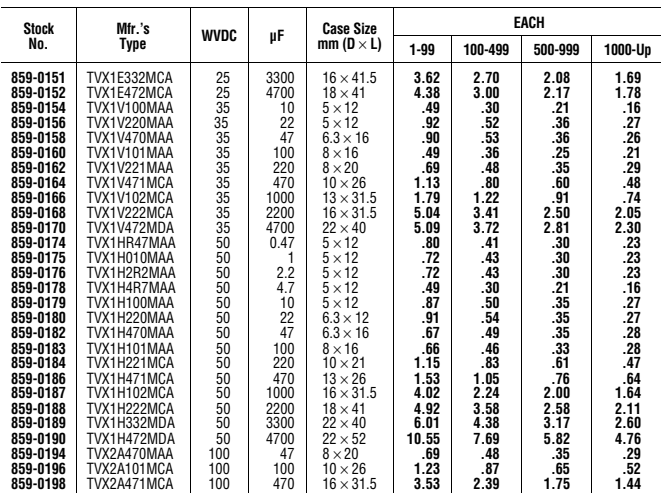 Stock No. Mfr.'s Type WVDC µF Case Size mm (D × L) EACH
1-99 100-499 500-999 1000-Up
859-0151 TVX1E332MCA 25 3300 16 × 41.5 3.62 2.70 2.08 1.69
859-0152 TVX1E472MCA 25 4700 18 × 41 4.38 3.00 2.17 1.78
859-0154 TVX1V100MAA 35 10 5 × 12 .49 .30 .21 .16
859-0156 TVX1V220MAA 35 22 5 × 12 .92 .52 .36 .27
859-0158 TVX1V470MAA 35 47 6.3 × 16 .90 .53 .36 .26
859-0160 TVX1V101MAA 35 100 8 × 16 .49 .36 .25 .21
859-0162 TVX1V221MAA 35 220 8 × 20 .69 .48 .35 .29
859-0164 TVX1V471MCA 35 470 10 × 26 1.13 .80 .60 .48
859-0166 TVX1V102MCA 35 1000 13 × 31.5 1.79 1.22 .91 .74
859-0168 TVX1V222MCA 35 2200 16 × 31.5 5.04 3.41 2.50 2.05
859-0170 TVX1V472MDA 35 4700 22 × 40 5.09 3.72 2.81 2.30
859-0174 TVX1HR47MAA 50 0.47 5 × 12 .80 .41 .30 .23
859-0175 TVX1H010MAA 50 1 5 × 12 .72 .43 .30 .23
859-0176 TVX1H2R2MAA 50 2.2 5 × 12 .72 .43 .30 .23
859-0178 TVX1H4R7MAA 50 4.7 5 × 12 .49 .30 .21 .16
859-0179 TVX1H100MAA 50 10 5 × 12 .87 .50 .35 .27
859-0180 TVX1H220MAA 50 22 6.3 × 12 .91 .54 .35 .27
859-0182 TVX1H470MAA 50 47 6.3 × 16 .67 .49 .35 .28
859-0183 TVX1H101MAA 50 100 8 × 16 .66 .46 .33 .28
859-0184 TVX1H221MCA 50 220 10 × 21 1.15 .83 .61 .47
859-0186 TVX1H471MCA 50 470 13 × 26 1.53 1.05 .76 .64
859-0187 TVX1H102MCA 50 1000 16 × 31.5 4.02 2.24 2.00 1.64
859-0188 TVX1H222MCA 50 2200 18 × 41 4.92 3.58 2.58 2.11
859-0189 TVX1H332MDA 50 3300 22 × 40 6.01 4.38 3.17 2.60
859-0190 TVX1H472MDA 50 4700 22 × 52 10.55 7.69 5.82 4.76
859-0194 TVX2A470MAA 100 47 8 × 20 .69 .48 .35 .29
859-0196 TVX2A101MCA 100 100 10 × 26 1.23 .87 .65 .52
859-0198 TVX2A471MCA 100 470 16 × 31.5 3.53 2.39 1.75 1.44